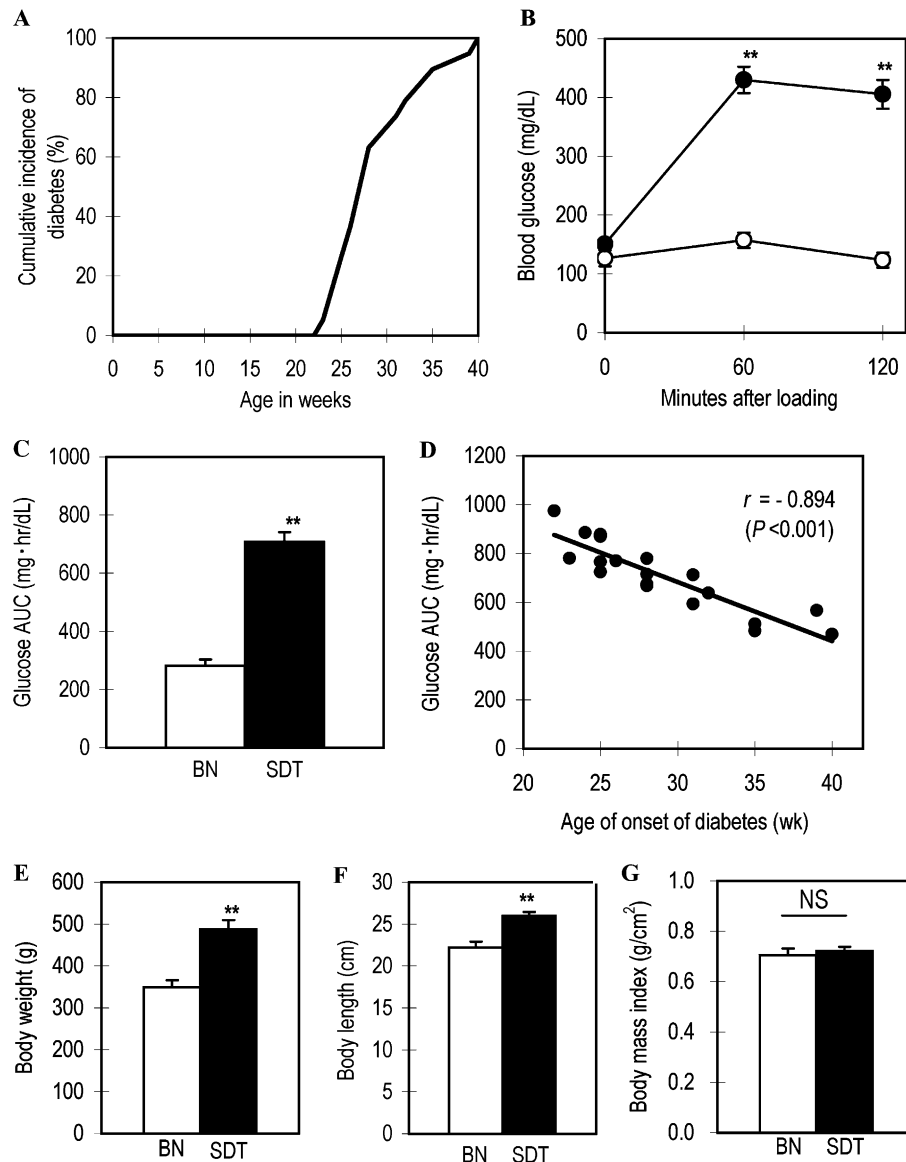 A
Cumulative incidence of
diabetes (%)
100
80
60
40
20
0
0 5 10 15 20 25 30 35 40
Age in weeks
B
Blood glucose (mg/dL)
500
400
300
200
100
0
**
**
0 60 120
Minutes after loading
C
Glucose AUC (mg·hr/dL)
1000
800
600
400
200
0
**
BN SDT
D
Glucose AUC (mg·hr/dL)
1200
1000
800
600
400
200
0
r = - 0.894
(P<0.001)
20 25 30 35 40
Age of onset of diabetes (wk)
E
Body weight (g)
600
500
400
300
200
100
0
**
BN SDT
F
Body length (cm)
30
25
20
15
10
5
0
**
BN SDT
G
Body mass index (g/cm²)
1.0
0.8
0.6
0.4
0.2
0.0
NS
BN SDT